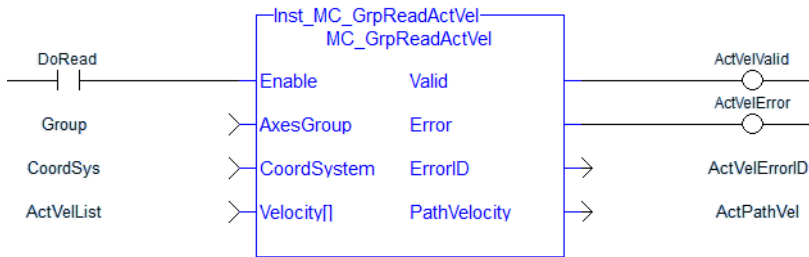 Inst_MC_GrpReadActVel
MC_GrpReadActVel
DoRead
Enable Valid
ActVelValid
Group
AxesGroup Error
ActVelError
CoordSys
CoordSystem ErrorID
ActVelErrorID
ActVelList
Velocity[] PathVelocity
ActPathVel